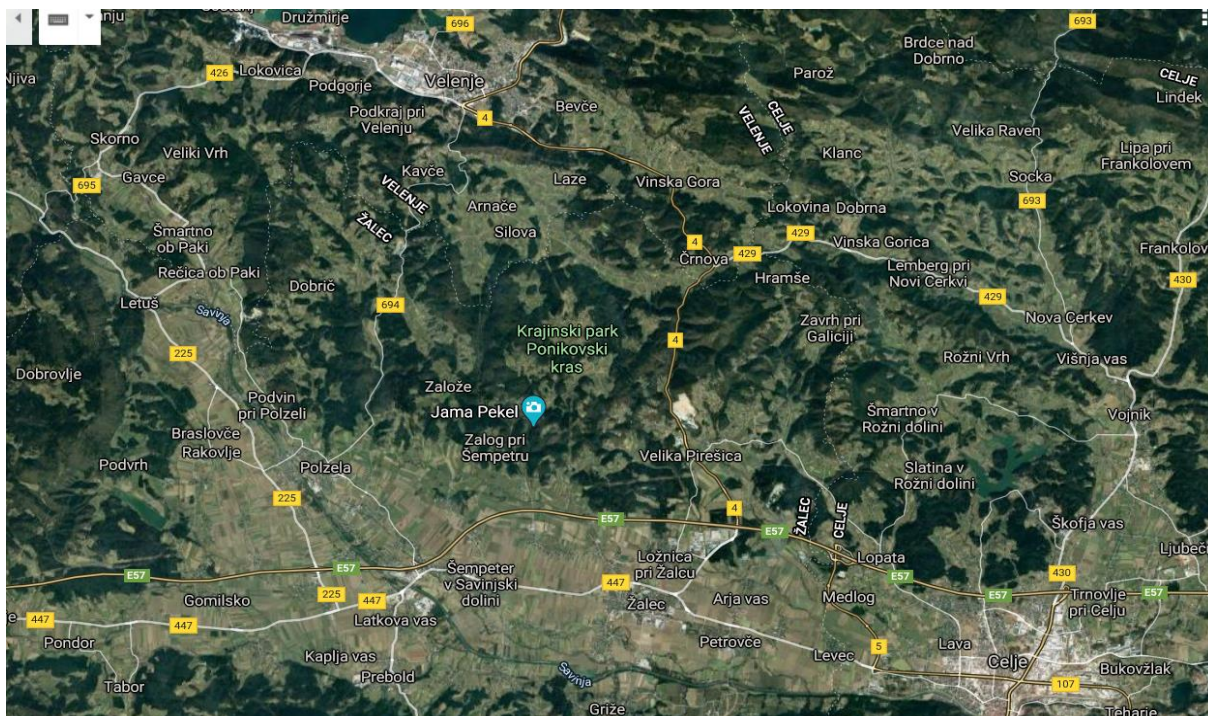 Družmirje
696
693
Brdce nad
Dobrno
Njiva
426
Lokovica
Velenje
Parož
CELJE
Podgorje
Lindek
Podkraj pri
Velenju
4
Bevče
CELJE
VELENJE
Velika Raven
Skorno
Veliki Vrh
Klanc
Lipa pri
Frankolovem
Gavce
Kavče
Laze
Vinska Gora
Socka
695
VELENJE
ŽALEC
Arnače
693
Šmartno
ob Paki
Silova
Lokovina
Dobrna
429
Vinska Gorica
4
429
Črnova
Rečica ob Paki
Dobrič
Hramše
Lemberg pri
Novi Cerkvi
430
Letuš
Savinja
694
429
Krajinski park
Ponikovski
kras
Zavrh pri
Galiciji
Nova Cerkev
225
4
Rožni Vrh
Višnja vas
Dobrovlje
Založe
Podvin
pri Polzeli
Jama Pekel
Šmartno v
Rožni dolini
Vojnik
Braslovče
Rakovlje
Zalog pri
Šempetru
Velika Pirešica
Podvrh
Polzela
Slatina v
Rožni dolini
225
4
E57
ŽALEC
CELJE
E57
Škofja vas
E57
E57
Šempeter
v Savinjski
dolini
Ložnica
pri Žalcu
Lopata
E57
430
447
Gomilsko
225
447
Žalec
Arja vas
Medlog
E57
Trnovlje
pri Celju
E57
447
447
Latkova vas
Pondor
Petrovče
Lava
Kaplja vas
Levec
5
Celje
Bukovžlak
Tabor
Prebold
Savinja
107
Griže
Teharje